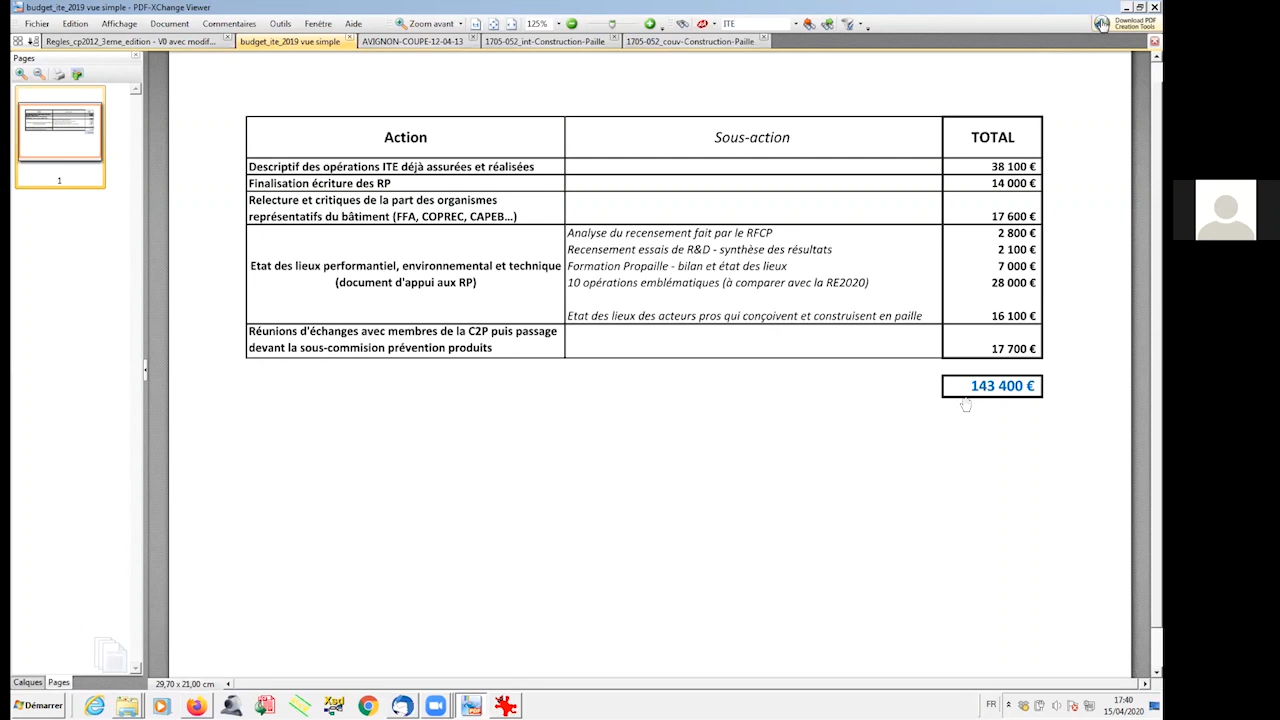 budget_ite_2019 vue simple - PDF-XChange Viewer
Fichier Edition Affichage Document Commentaires Outils Fenêtre Aide Zoom avant 125% ITE Download PDF Creation Tools
Regles_cp2012_3eme_edition - V0 avec modif... budget_ite_2019 vue simple AVIGNON-COUPE-12-04-13 1705-052_int-Construction-Paille 1705-052_couv-Construction-Paille
Pages
1
Action Sous-action TOTAL
Descriptif des opérations ITE déjà assurées et réalisées 38 100 €
Finalisation écriture des RP 14 000 €
Relecture et critiques de la part des organismes
représentatifs du bâtiment (FFA, COPREC, CAPEB...) 17 600 €
Analyse du recensement fait par le RFCP 2 800 €
Recensement essais de R&D - synthèse des résultats 2 100 €
Etat des lieux performantiel, environnemental et technique Formation Propaille - bilan et état des lieux 7 000 €
(document d'appui aux RP) 10 opérations emblématiques (à comparer avec la RE2020) 28 000 €
Etat des lieux des acteurs pros qui conçoivent et construisent en paille 16 100 €
Réunions d'échanges avec membres de la C2P puis passage
devant la sous-commision prévention produits 17 700 €
143 400 €
Calques Pages 29,70 x 21,00 cm
Démarrer FR 17:40
15/04/2020